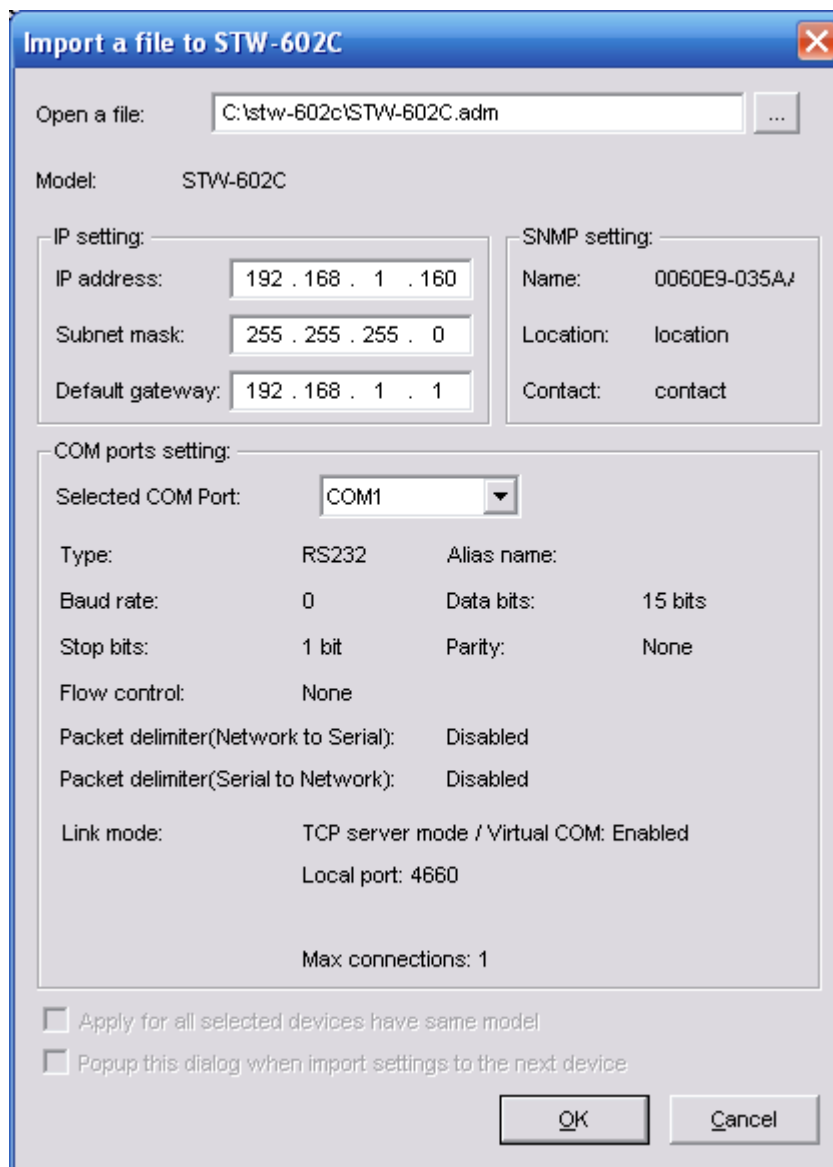 Import a file to STW-602C
Open a file: C:\stw-602c\STW-602C.adm ...
Model: STW-602C
IP setting:
IP address: 192 . 168 . 1 . 160
Subnet mask: 255 . 255 . 255 . 0
Default gateway: 192 . 168 . 1 . 1
SNMP setting:
Name: 0060E9-035A
Location: location
Contact: contact
COM ports setting:
Selected COM Port: COM1
Type: RS232 Alias name:
Baud rate: 0 Data bits: 15 bits
Stop bits: 1 bit Parity: None
Flow control: None
Packet delimiter(Network to Serial): Disabled
Packet delimiter(Serial to Network): Disabled
Link mode: TCP server mode / Virtual COM: Enabled
Local port: 4660
Max connections: 1
Apply for all selected devices have same model
Popup this dialog when import settings to the next device
OK Cancel